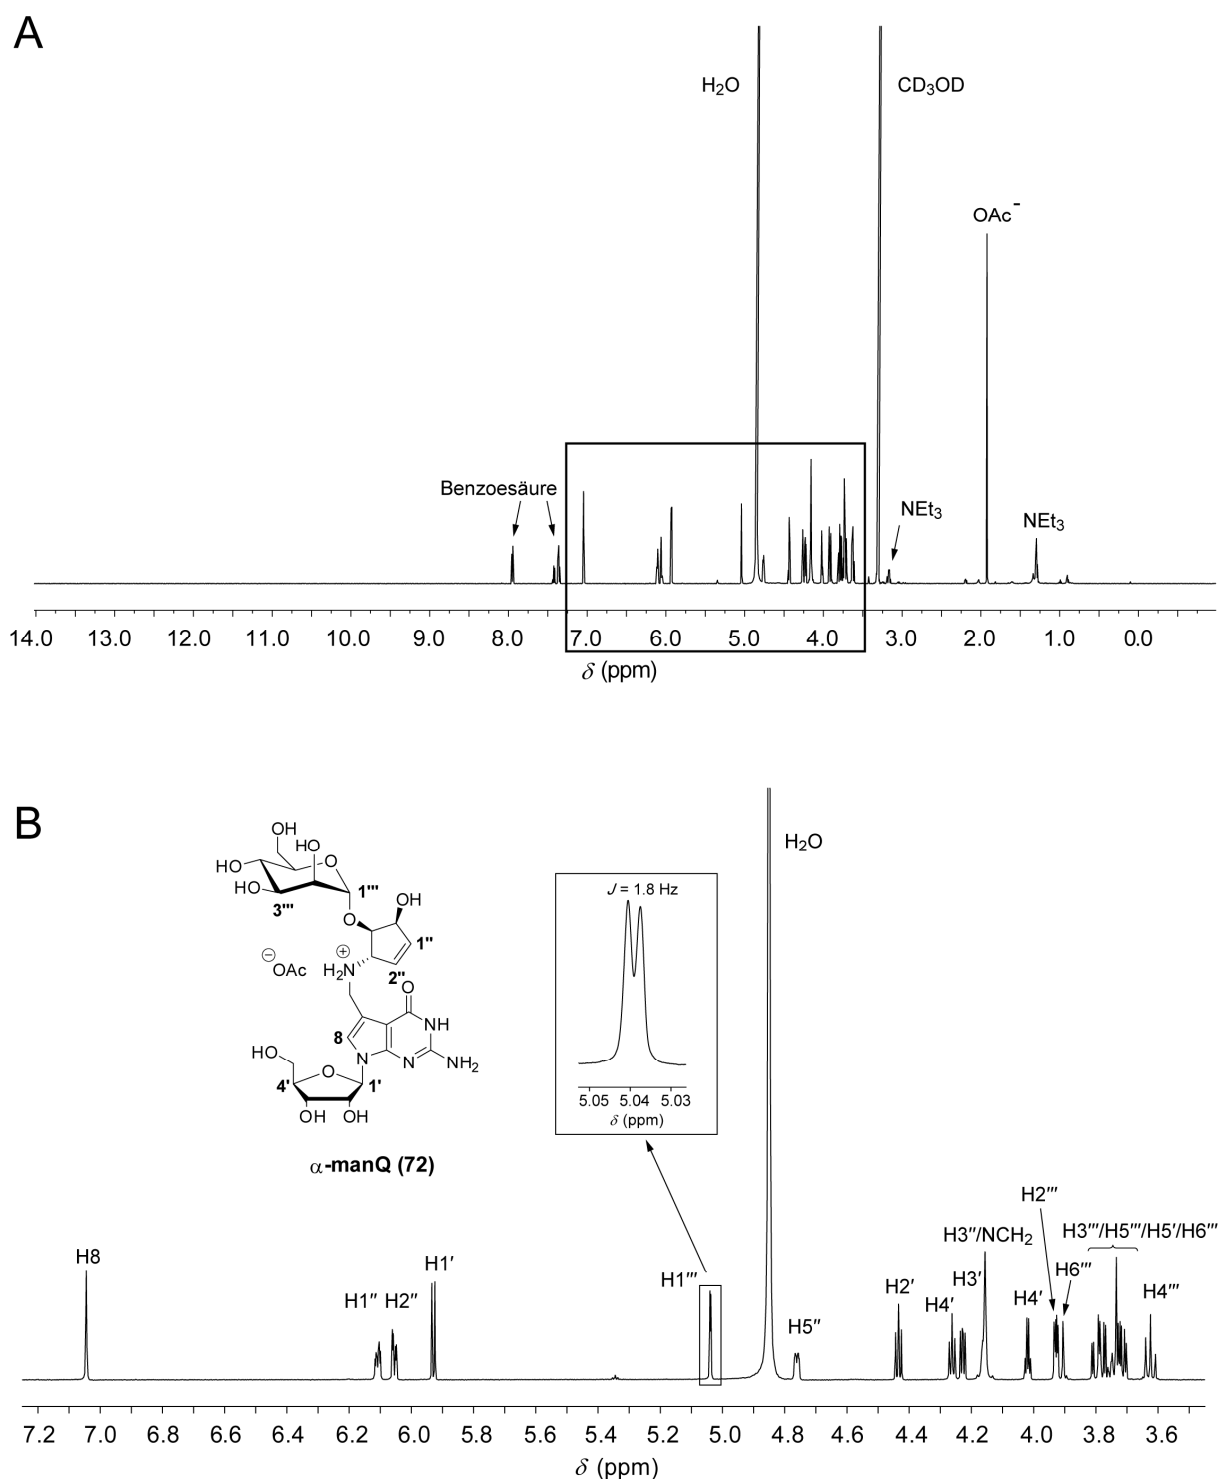 A
H₂O
CD₃OD
OAc⁻
Benzoesäure
NEt₃
NEt₃
14.0 13.0 12.0 11.0 10.0 9.0 8.0 7.0 6.0 5.0 4.0 3.0 2.0 1.0 0.0
δ (ppm)
B
H₂O
OH
HO
OH
O
HO
HO
1'''
3'''
OH
O
1''
⊖
OAc
⊕
H₂N
2''
O
8
NH
N
N
NH₂
HO
O
4'
1'
OH
OH
α-manQ (72)
J = 1.8 Hz
5.05 5.04 5.03
δ (ppm)
H8
H1''
H2''
H1'
H1'''
H5''
H2'
H4'
H3'
H3''/NCH₂
H4'
H2'''
H6'''
H3'''/H5'''/H5'/H6'''
H4'''
7.2 7.0 6.8 6.6 6.4 6.2 6.0 5.8 5.6 5.4 5.2 5.0 4.8 4.6 4.4 4.2 4.0 3.8 3.6
δ (ppm)